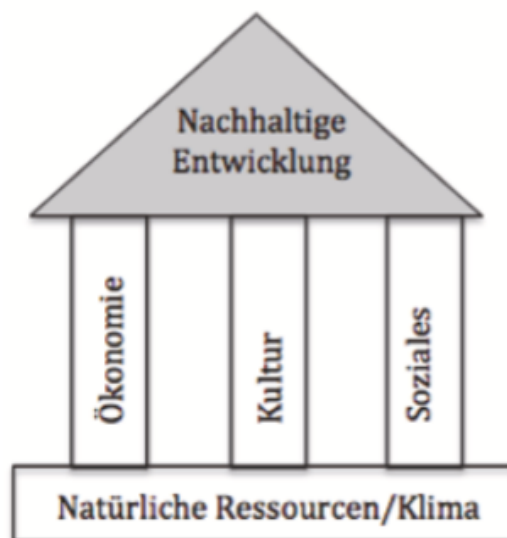 Nachhaltige
Entwicklung
Ökonomie
Kultur
Soziales
Natürliche Ressourcen/Klima